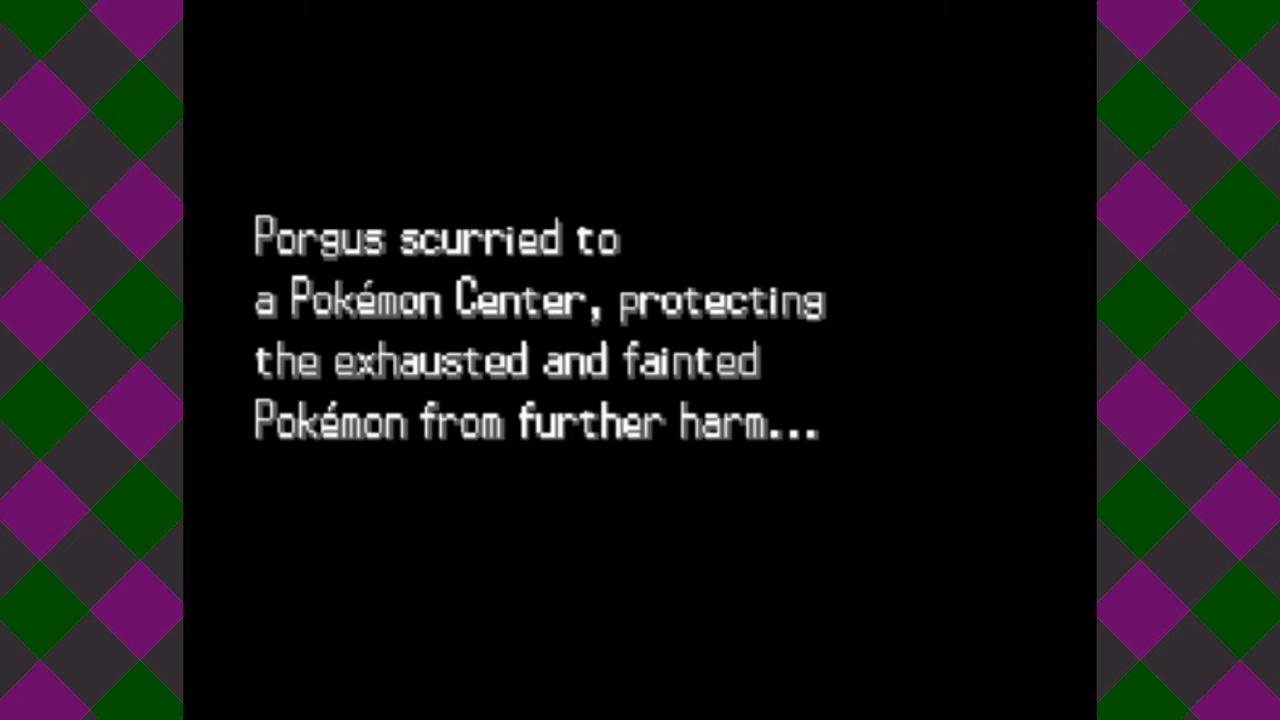 Porgus scurried to
a Pokémon Center, protecting
the exhausted and fainted
Pokémon from further harm...